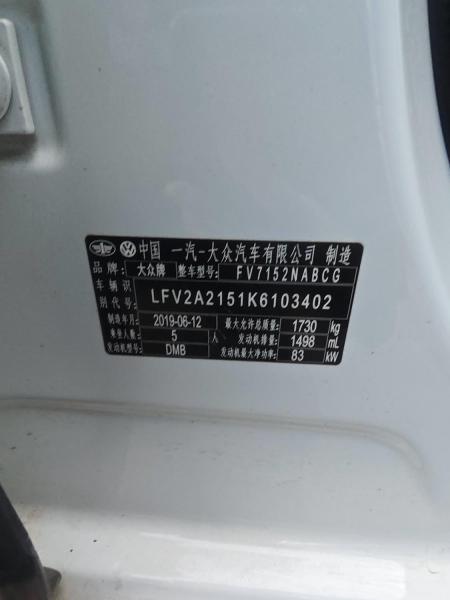 中国 一汽-大众汽车有限公司 制造
品牌: 大众牌 整车型号: FV7152NABCG
车辆识别代号: LFV2A2151K6103402
制造年月: 2019-06-12 最大允许总质量: 1730 kg
乘坐人数: 5 人 发动机排量: 1498 mL
发动机型号: DMB 发动机最大净功率: 83 kW